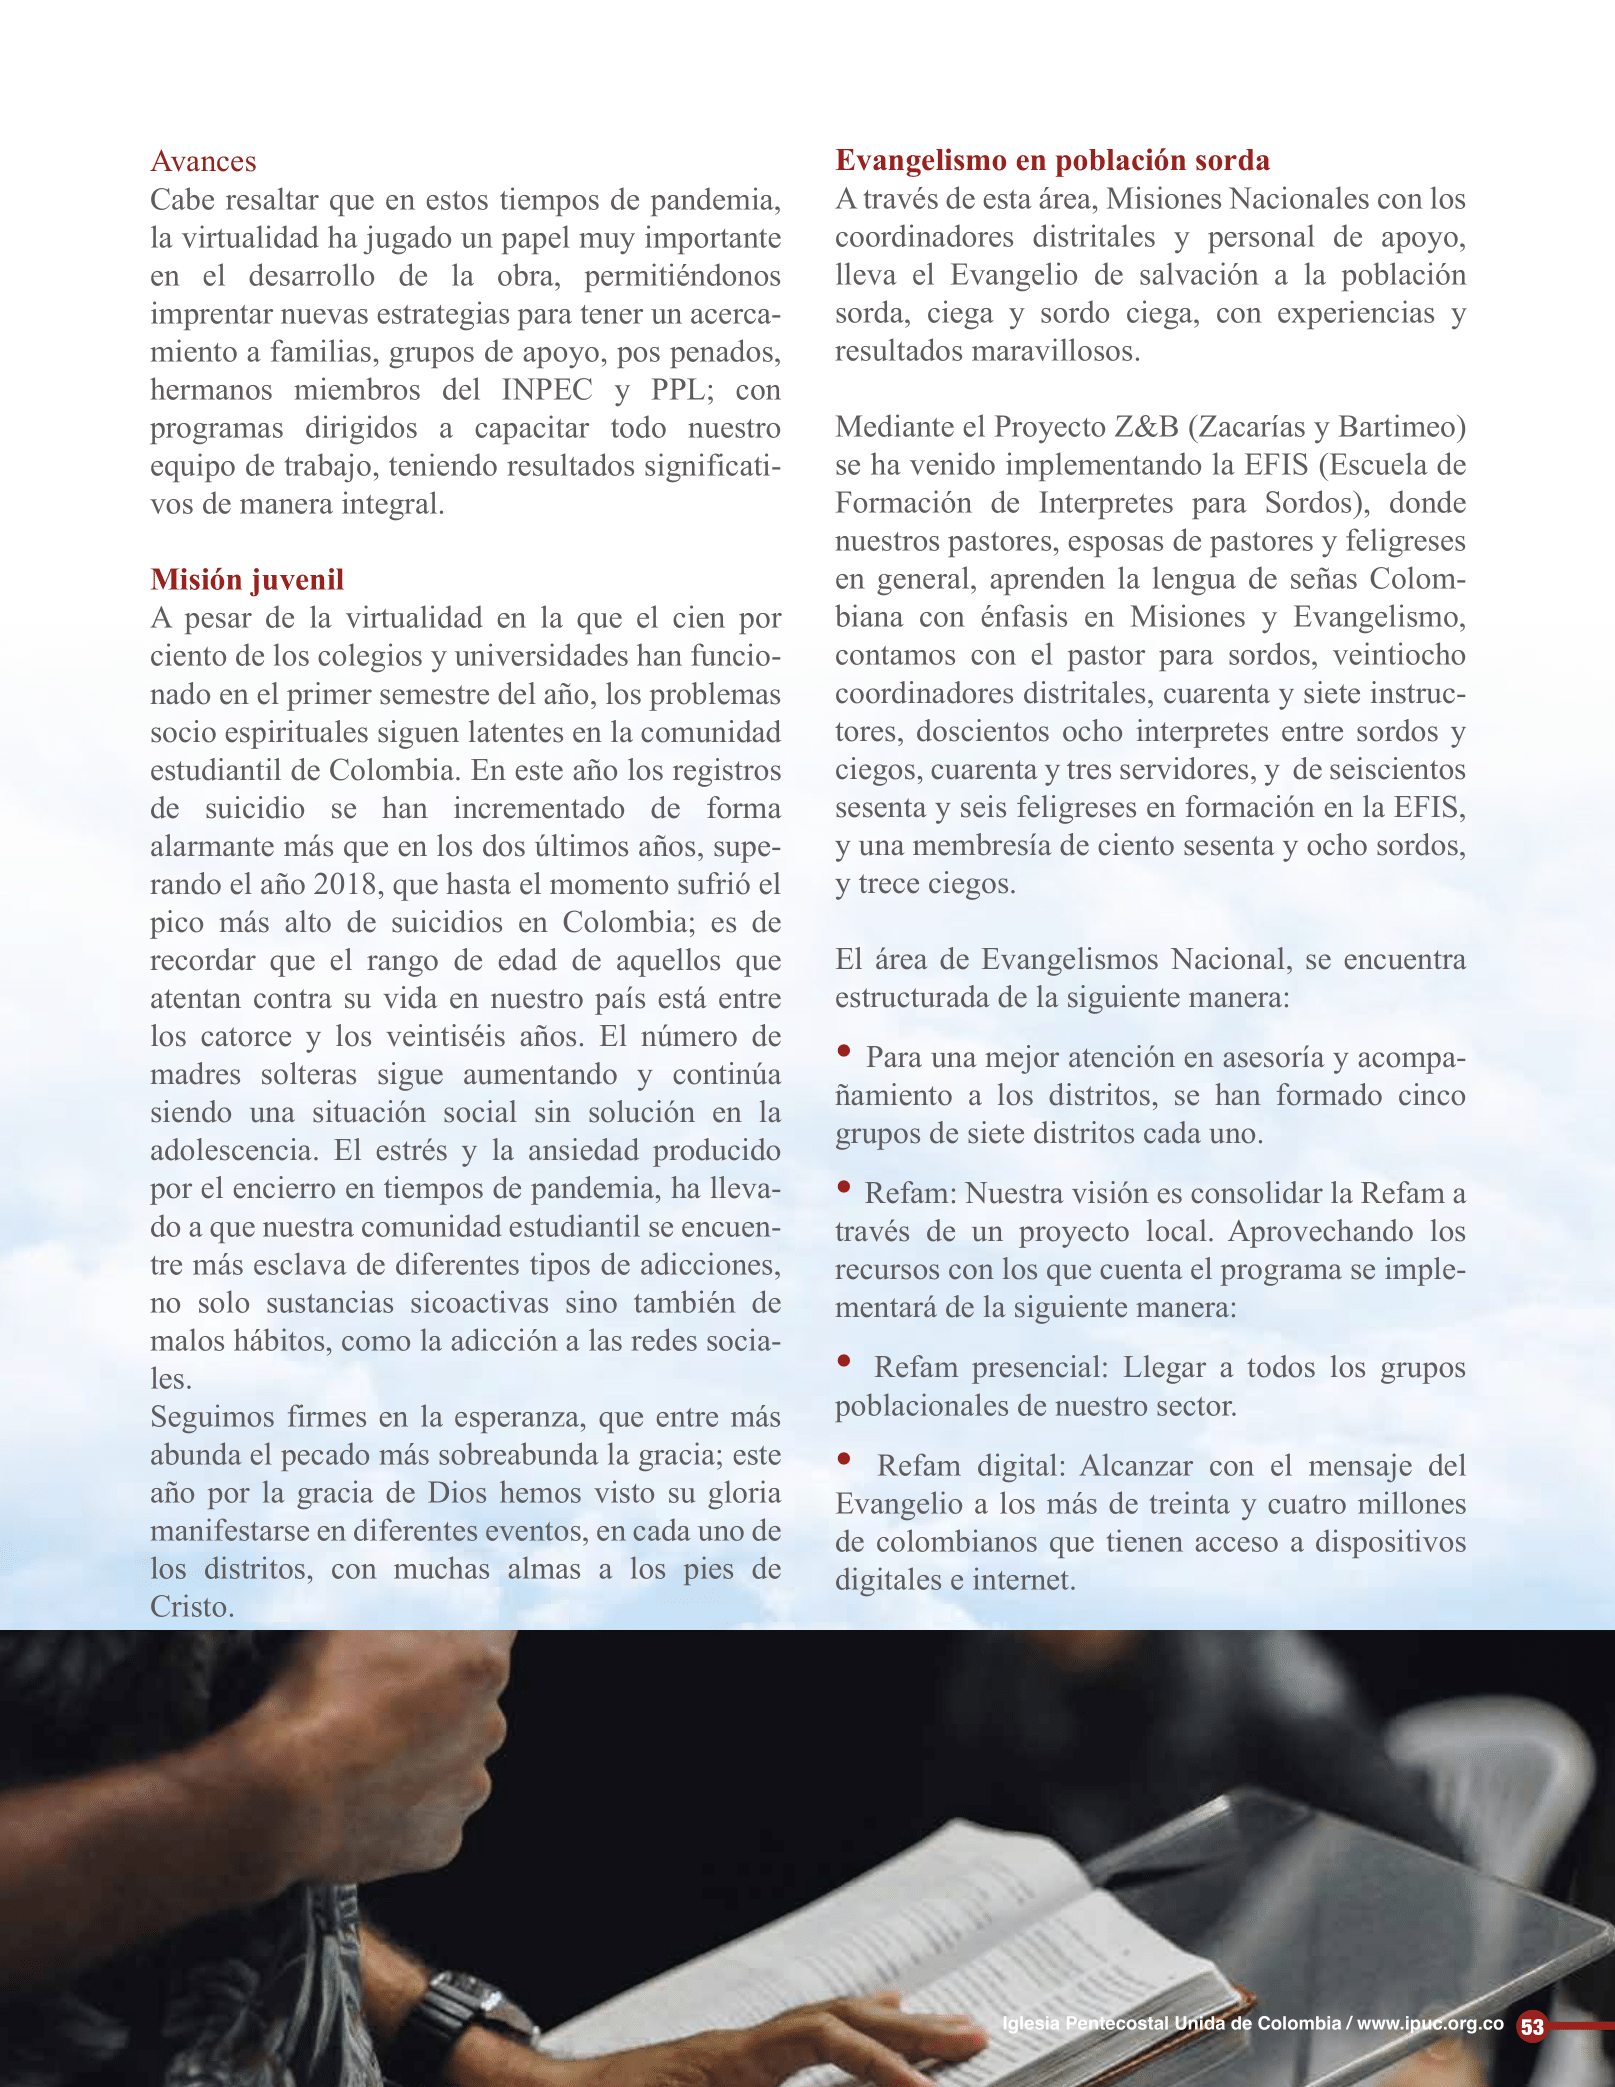 Avances
Cabe resaltar que en estos tiempos de pandemia,
la virtualidad ha jugado un papel muy importante
en el desarrollo de la obra, permitiéndonos
imprentar nuevas estrategias para tener un acerca-
miento a familias, grupos de apoyo, pos penados,
hermanos miembros del INPEC y PPL; con
programas dirigidos a capacitar todo nuestro
equipo de trabajo, teniendo resultados significati-
vos de manera integral.
Misión juvenil
A pesar de la virtualidad en la que el cien por
ciento de los colegios y universidades han funcio-
nado en el primer semestre del año, los problemas
socio espirituales siguen latentes en la comunidad
estudiantil de Colombia. En este año los registros
de suicidio se han incrementado de forma
alarmante más que en los dos últimos años, supe-
rando el año 2018, que hasta el momento sufrió el
pico más alto de suicidios en Colombia; es de
recordar que el rango de edad de aquellos que
atentan contra su vida en nuestro país está entre
los catorce y los veintiséis años. El número de
madres solteras sigue aumentando y continúa
siendo una situación social sin solución en la
adolescencia. El estrés y la ansiedad producido
por el encierro en tiempos de pandemia, ha lleva-
do a que nuestra comunidad estudiantil se encuen-
tre más esclava de diferentes tipos de adicciones,
no solo sustancias sicoactivas sino también de
malos hábitos, como la adicción a las redes socia-
les.
Seguimos firmes en la esperanza, que entre más
abunda el pecado más sobreabunda la gracia; este
año por la gracia de Dios hemos visto su gloria
manifestarse en diferentes eventos, en cada uno de
los distritos, con muchas almas a los pies de
Cristo.
Evangelismo en población sorda
A través de esta área, Misiones Nacionales con los
coordinadores distritales y personal de apoyo,
lleva el Evangelio de salvación a la población
sorda, ciega y sordo ciega, con experiencias y
resultados maravillosos.
Mediante el Proyecto Z&B (Zacarías y Bartimeo)
se ha venido implementando la EFIS (Escuela de
Formación de Interpretes para Sordos), donde
nuestros pastores, esposas de pastores y feligreses
en general, aprenden la lengua de señas Colom-
biana con énfasis en Misiones y Evangelismo,
contamos con el pastor para sordos, veintiocho
coordinadores distritales, cuarenta y siete instruc-
tores, doscientos ocho interpretes entre sordos y
ciegos, cuarenta y tres servidores, y de seiscientos
sesenta y seis feligreses en formación en la EFIS,
y una membresía de ciento sesenta y ocho sordos,
y trece ciegos.
El área de Evangelismos Nacional, se encuentra
estructurada de la siguiente manera:
• Para una mejor atención en asesoría y acompa-
ñamiento a los distritos, se han formado cinco
grupos de siete distritos cada uno.
• Refam: Nuestra visión es consolidar la Refam a
través de un proyecto local. Aprovechando los
recursos con los que cuenta el programa se imple-
mentará de la siguiente manera:
• Refam presencial: Llegar a todos los grupos
poblacionales de nuestro sector.
• Refam digital: Alcanzar con el mensaje del
Evangelio a los más de treinta y cuatro millones
de colombianos que tienen acceso a dispositivos
digitales e internet.
Iglesia Pentecostal Unida de Colombia / www.ipuc.org.co 53